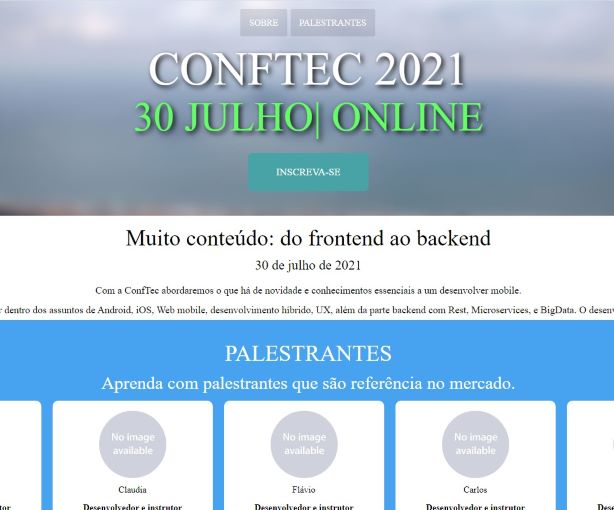 SOBRE PALESTRANTES
CONFTEC 2021
30 JULHO| ONLINE
INSCREVA-SE
Muito conteúdo: do frontend ao backend
30 de julho de 2021
Com a ConfTec abordaremos o que há de novidade e conhecimentos essenciais a um desenvolver mobile.
dentro dos assuntos de Android, iOS, Web mobile, desenvolvimento híbrido, UX, além da parte backend com Rest, Microservices, e BigData. O
PALESTRANTES
Aprenda com palestrantes que são referência no mercado.
No image available
No image available
No image available
Claudia
Flávio
Carlos
Desenvolvedor e instrutor
Desenvolvedor e instrutor
Desenvolvedor e instrutor